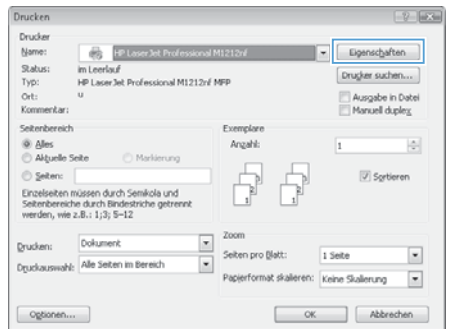 Drucken
Drucker
Name: HP LaserJet Professional M1212nf
Eigenschaften
Status: im Leerlauf
Typ: HP LaserJet Professional M1212nf MFP
Drucker suchen...
Ort: u
Ausgabe in Datei
Kommentar:
Manuell duplex
Seitenbereich
Alles
Aktuelle Seite
Markierung
Seiten:
Einzelseiten müssen durch Semikola und
Seitenbereiche durch Bindestriche getrennt
werden, wie z.B.: 1;3; 5–12
Exemplare
Anzahl: 1
Sortieren
Drucken: Dokument
Druckauswahl: Alle Seiten im Bereich
Zoom
Seiten pro Blatt: 1 Seite
Papierformat skalieren: Keine Skalierung
Optionen...
OK
Abbrechen